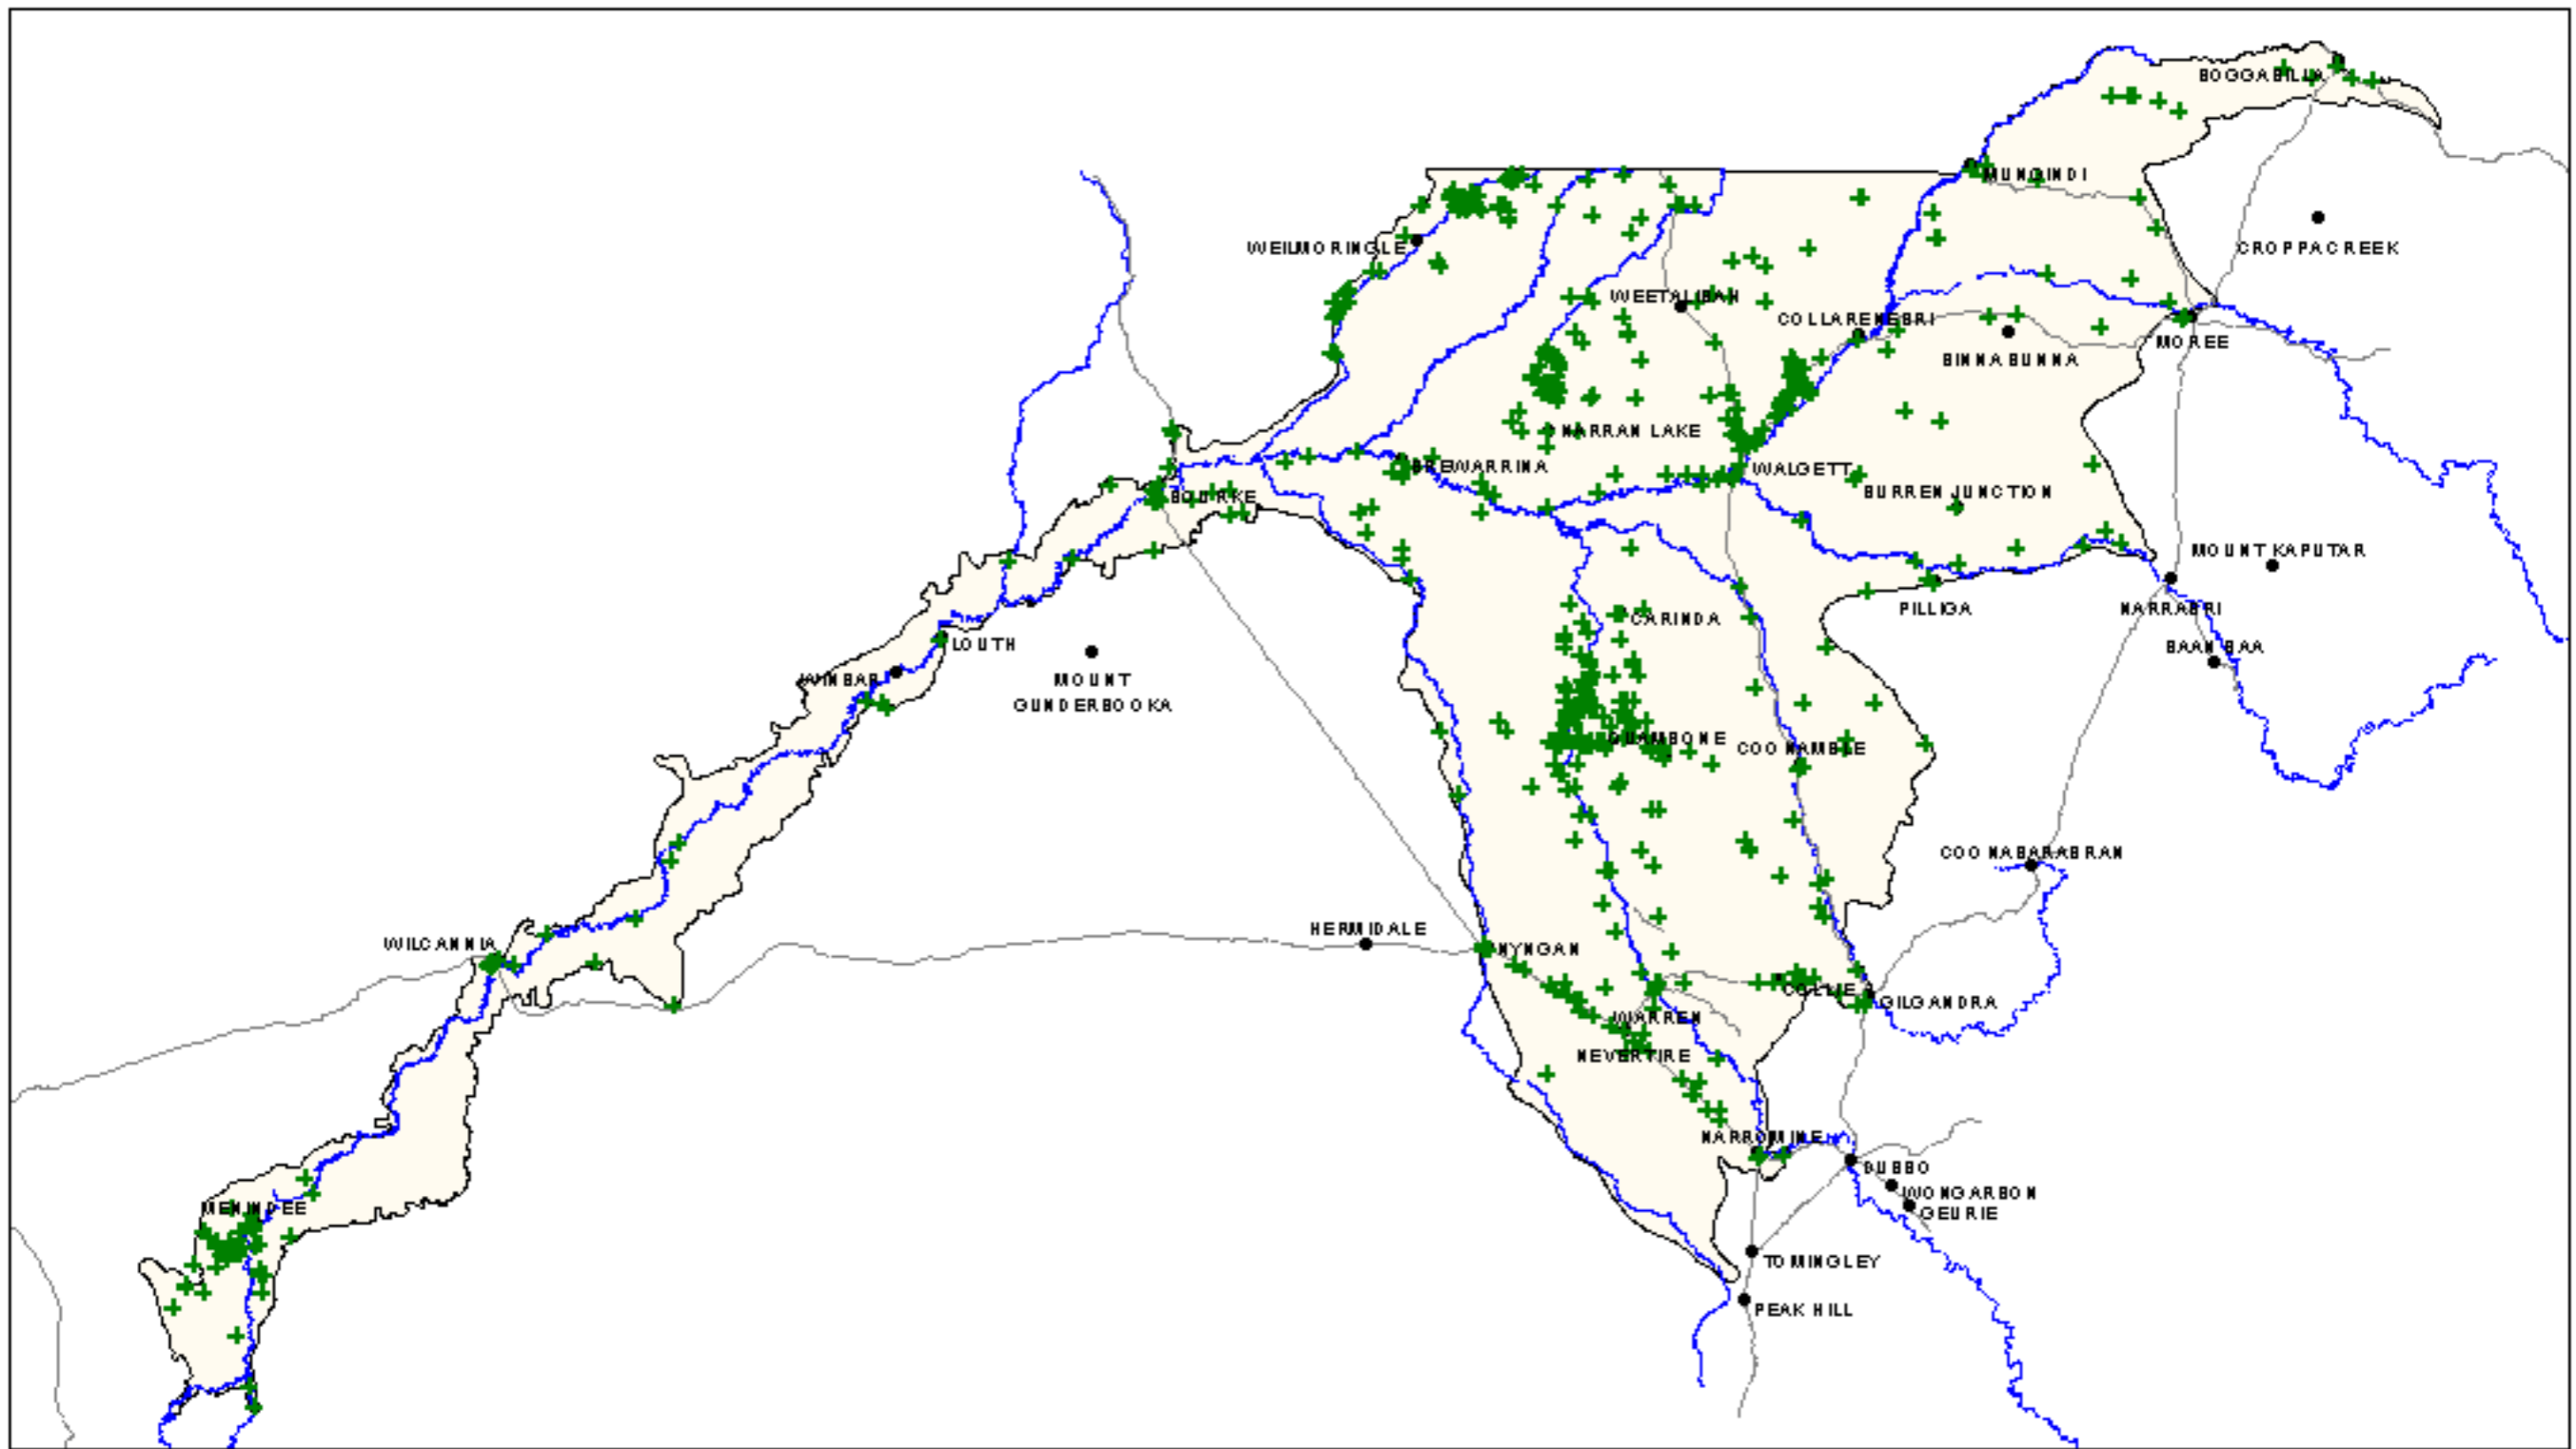 BOGGABILLA
MUNGINDI
CROPPA CREEK
WEILMORINGLE
WEETALIBAH
COLLARENEBRI
MOREE
BINNA BUNNA
NARRAN LAKE
BREWARRINA
WALGETT
BOURKE
BURREN JUNCTION
MOUNT KAPUTAR
PILLIGA
NARRABRI
CARINDA
LOUTH
BAAN BAA
WINBAR
MOUNT
GUNDERBOOKA
QUAMBONE
COONAMBLE
COONABARABRAN
HERMIDALE
WILCANNIA
NYNGAN
COLLIE
GILGANDRA
WARREN
NEVERTIRE
NARROMINE
DUBBO
WONGARBON
MENINDEE
GEURIE
TOMINGLEY
PEAK HILL